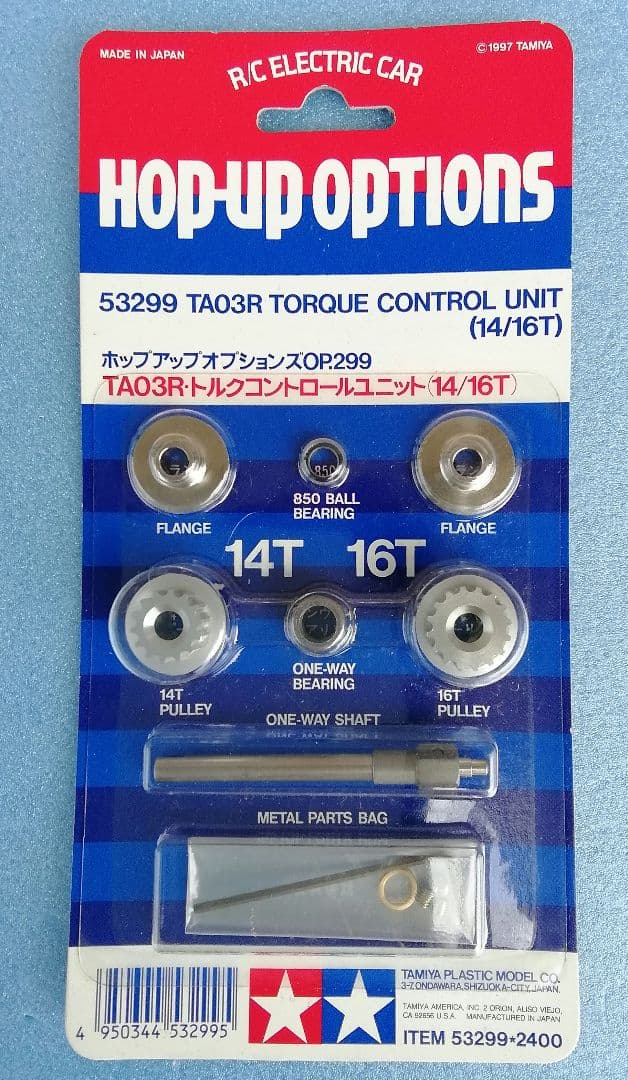 MADE IN JAPAN
©1997 TAMIYA
R/C ELECTRIC CAR
HOP-UP OPTIONS
53299 TA03R TORQUE CONTROL UNIT
(14/16T)
ホップアップオプションズOP.299
TA03R・トルクコントロールユニット(14/16T)
850
850 BALL
BEARING
FLANGE
FLANGE
14T 16T
ONE-WAY
BEARING
14T
PULLEY
16T
PULLEY
ONE-WAY SHAFT
METAL PARTS BAG
4 950344 532995
TAMIYA PLASTIC MODEL CO.
3-7, ONDAWARA, SHIZUOKA-CITY, JAPAN.
TAMIYA AMERICA, INC. 2 ORION, ALISO VIEJO,
CA 92656 U.S.A. MANUFACTURED IN JAPAN
ITEM 53299*2400